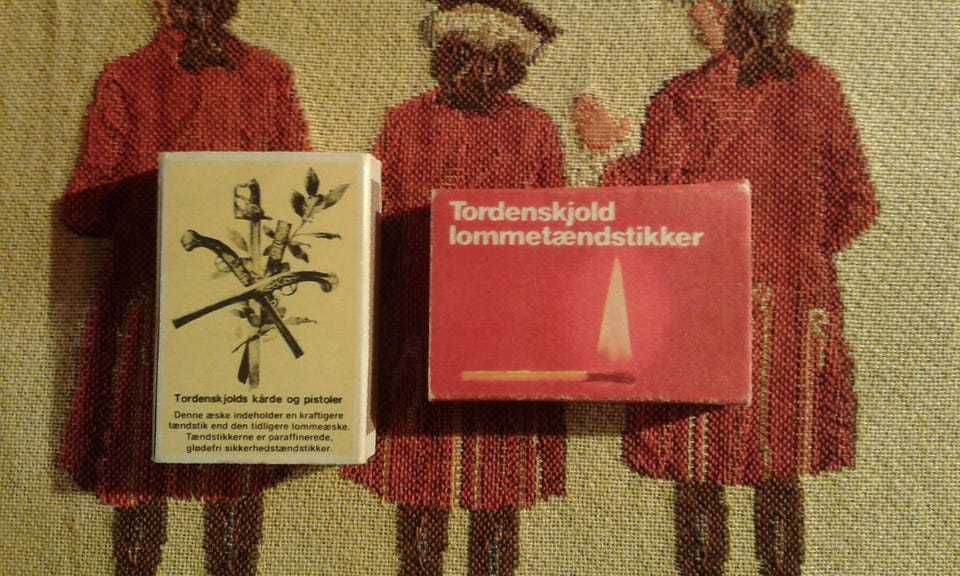 Tordenskjolds kårde og pistoler
Denne æske indeholder en kraftigere
tændstik end den tidligere lommeæske.
Tændstikkerne er paraffinerede,
glødefri sikkerhedstændstikker.
Tordenskjold
lommetændstikker